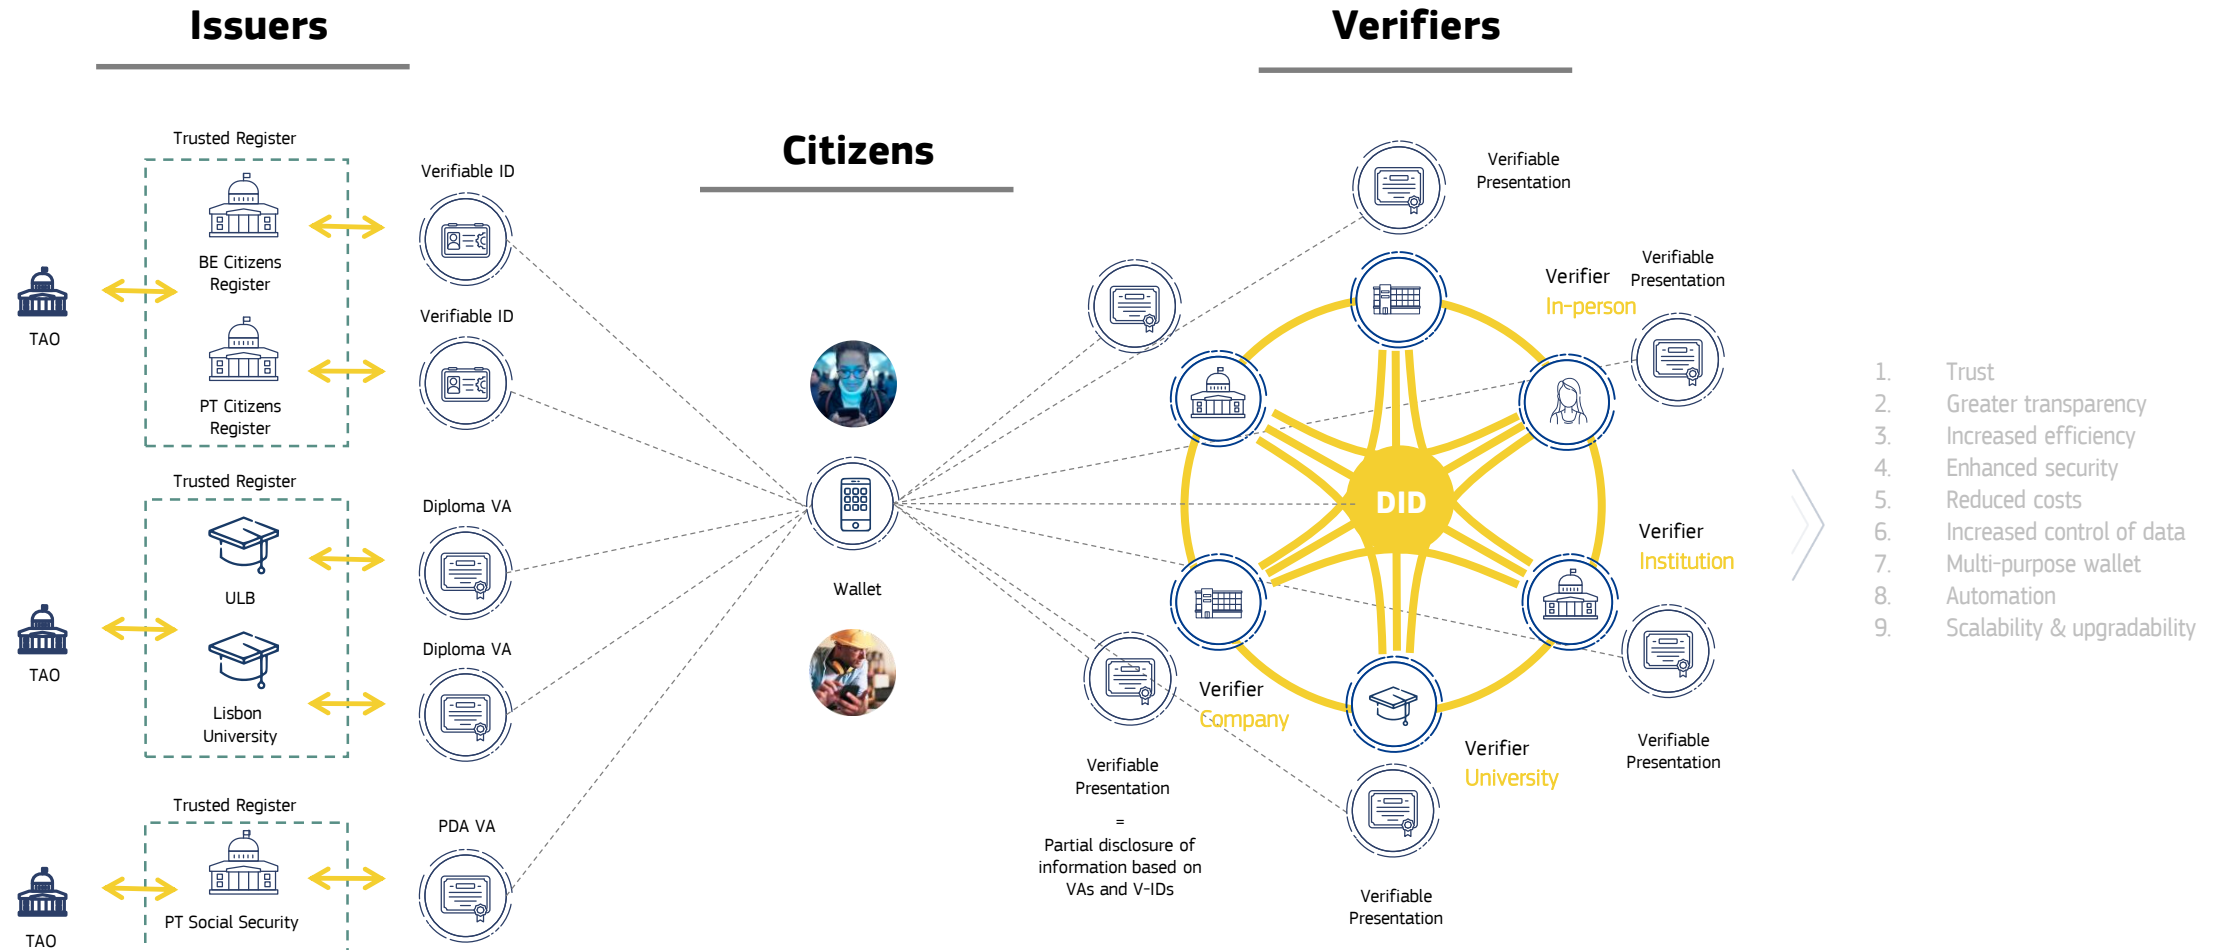 Issuers
Verifiers
Citizens
Trusted Register
BE Citizens
Register
PT Citizens
Register
TAO
Verifiable ID
Verifiable ID
Trusted Register
ULB
Lisbon
University
TAO
Diploma VA
Diploma VA
Trusted Register
PT Social Security
TAO
PDA VA
Wallet
Verifiable
Presentation
Verifier
In-person
Verifiable
Presentation
DID
Verifier
Institution
Verifiable
Presentation
Verifier
Company
Verifier
University
Verifiable
Presentation
=
Partial disclosure of
information based on
VAs and V-IDs
Verifiable
Presentation
1. Trust
2. Greater transparency
3. Increased efficiency
4. Enhanced security
5. Reduced costs
6. Increased control of data
7. Multi-purpose wallet
8. Automation
9. Scalability & upgradability